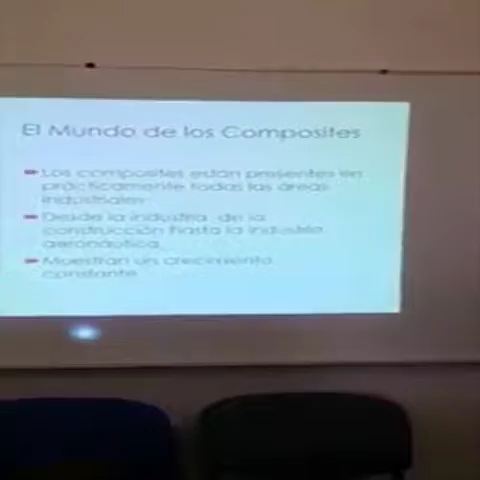 El Mundo de los Composites
Los composites están presentes en
prácticamente todas las áreas
industriales
Desde la industria de la
construcción hasta la industria
aeronáutica
Muestran un crecimiento
constante